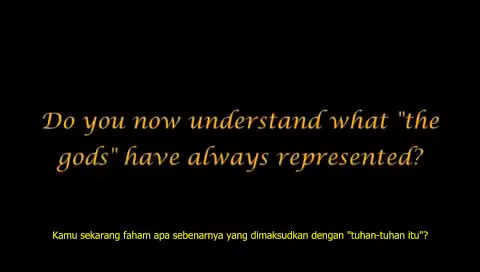 Do you now understand what "the
gods" have always represented?
Kamu sekarang faham apa sebenarnya yang dimaksudkan dengan "tuhan-tuhan itu"?